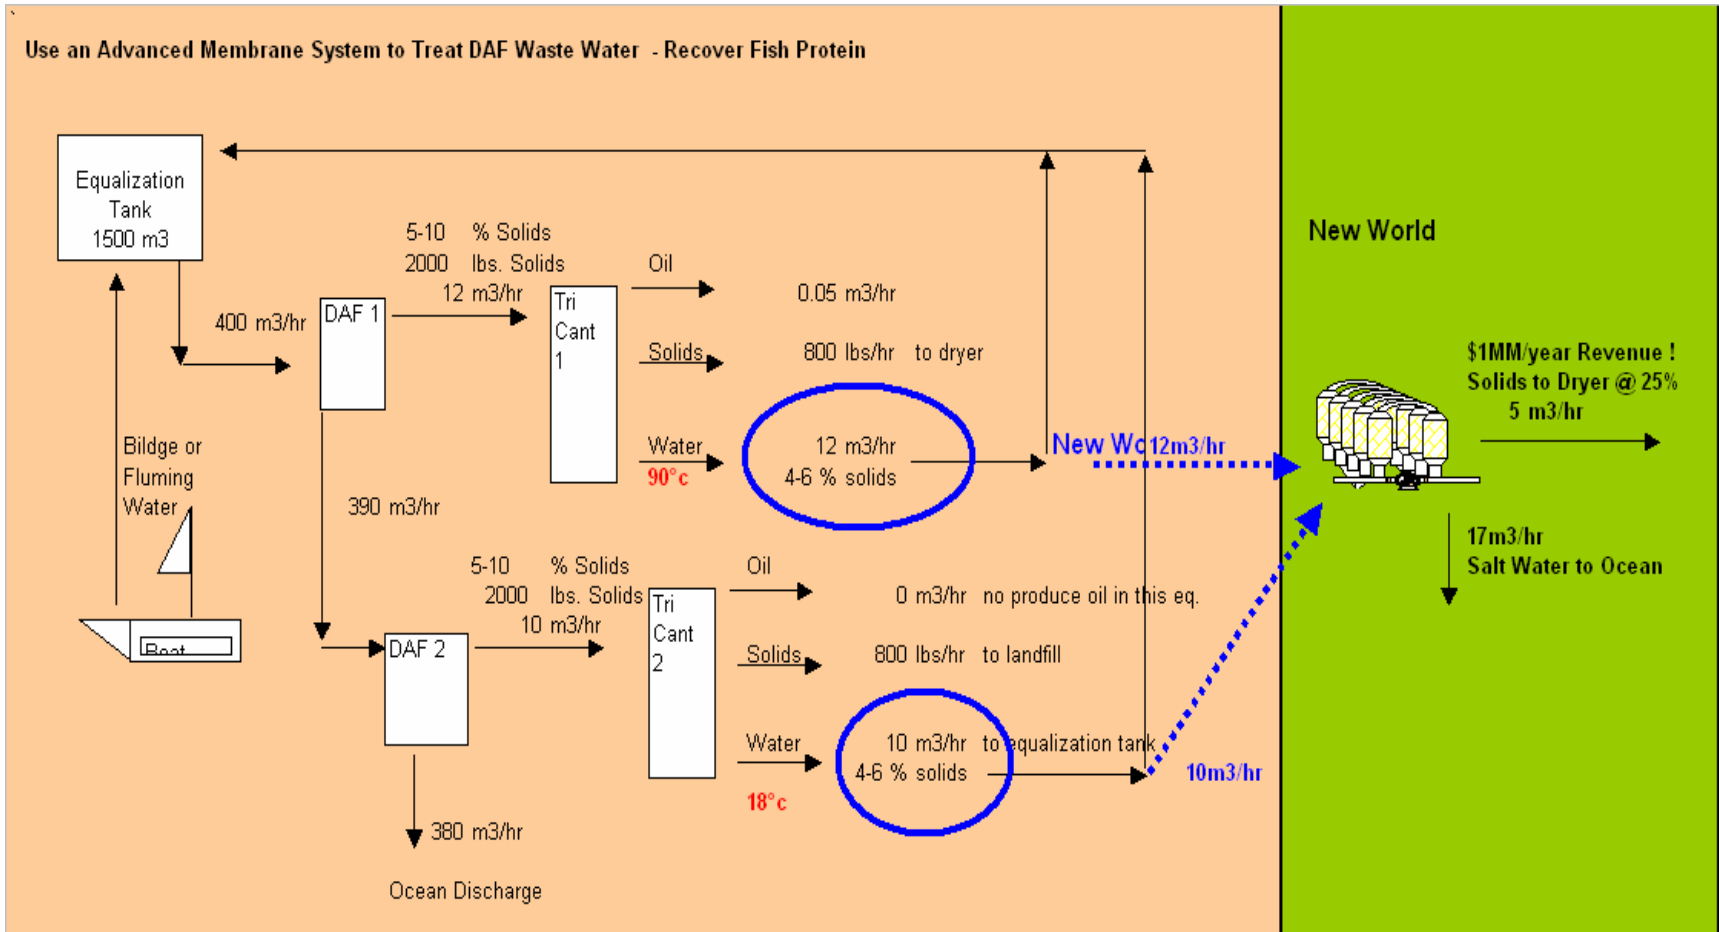 Use an Advanced Membrane System to Treat DAF Waste Water - Recover Fish Protein
Equalization
Tank
1500 m3
5-10 % Solids
2000 lbs. Solids
12 m3/hr
400 m3/hr
DAF 1
Tri
Cant
1
Oil
0.05 m3/hr
Solids
800 lbs/hr to dryer
Water
90°c
12 m3/hr
4-6 % solids
New Wc
12m3/hr
Bildge or
Fluming
Water
Boat
390 m3/hr
5-10 % Solids
2000 lbs. Solids
10 m3/hr
DAF 2
Tri
Cant
2
Oil
0 m3/hr no produce oil in this eq.
Solids
800 lbs/hr to landfill
Water
18°c
10 m3/hr to equalization tank
4-6 % solids
10m3/hr
380 m3/hr
Ocean Discharge
New World
$1MM/year Revenue !
Solids to Dryer @ 25%
5 m3/hr
17m3/hr
Salt Water to Ocean